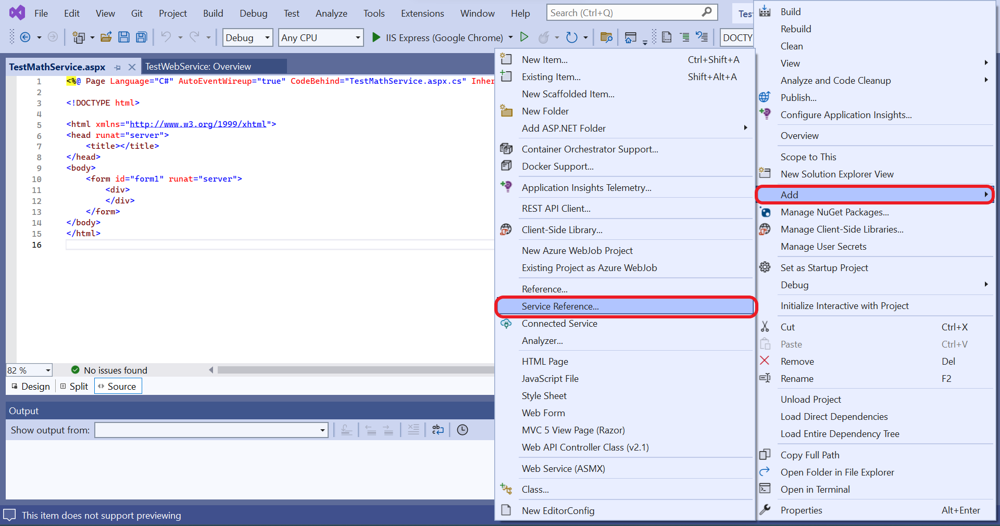 File Edit View Git Project Build Debug Test Analyze Tools Extensions Window Help Search (Ctrl+Q)
Debug Any CPU IIS Express (Google Chrome) DOCTY
TestMathService.aspx TestWebService: Overview
1 <%@ Page Language="C#" AutoEventWireup="true" CodeBehind="TestMathService.aspx.cs" Inher
2
3 <!DOCTYPE html>
4
5 <html xmlns="http://www.w3.org/1999/xhtml">
6 <head runat="server">
7 <title></title>
8 </head>
9 <body>
10 <form id="form1" runat="server">
11 <div>
12 </div>
13 </form>
14 </body>
15 </html>
16
82 % No issues found
Design Split Source
Output
Show output from:
This item does not support previewing
New Item... Ctrl+Shift+A
Existing Item... Shift+Alt+A
New Scaffolded Item...
New Folder
Add ASP.NET Folder
Container Orchestrator Support...
Docker Support...
Application Insights Telemetry...
REST API Client...
Client-Side Library...
New Azure WebJob Project
Existing Project as Azure WebJob
Reference...
Service Reference...
Connected Service
Analyzer...
HTML Page
JavaScript File
Style Sheet
Web Form
MVC 5 View Page (Razor)
Web API Controller Class (v2.1)
Web Service (ASMX)
Class...
New EditorConfig
Build
Rebuild
Clean
View
Analyze and Code Cleanup
Publish...
Configure Application Insights...
Overview
Scope to This
New Solution Explorer View
Add
Manage NuGet Packages...
Manage Client-Side Libraries...
Manage User Secrets
Set as Startup Project
Debug
Initialize Interactive with Project
Cut Ctrl+X
Paste Ctrl+V
Remove Del
Rename F2
Unload Project
Load Direct Dependencies
Load Entire Dependency Tree
Copy Full Path
Open Folder in File Explorer
Open in Terminal
Properties Alt+Enter